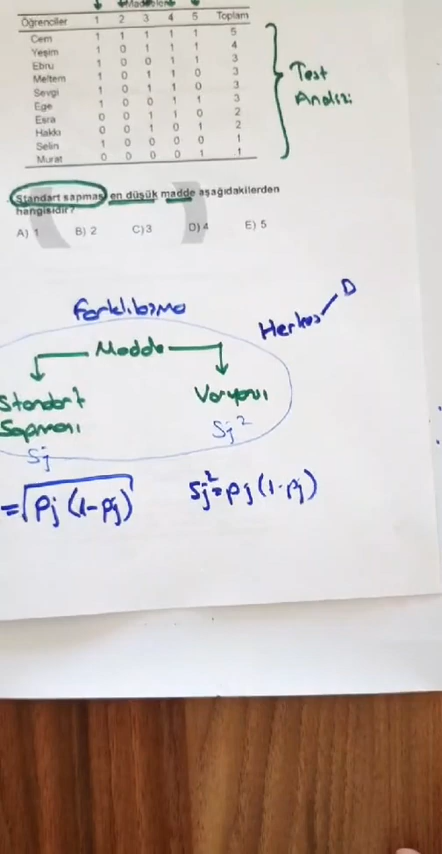 Maddeler
Öğrenciler 1 2 3 4 5 Toplam
Cem 1 1 1 1 1 5
Yeşim 1 0 1 1 1 4
Ebru 1 0 0 1 1 3
Meltem 1 0 1 1 0 3
Sevgi 1 0 1 1 0 3
Ege 1 0 0 1 1 3
Esra 0 0 1 1 0 2
Hakkı 0 0 1 0 1 2
Selin 1 0 0 0 0 1
Murat 0 0 0 0 1 1
Test
Analizi
Standart sapması en düşük madde aşağıdakilerden
hangisidir?
A) 1 B) 2 C) 3 D) 4 E) 5
farklılaşma
Herkes D
Madde
Standart Varyansı
Sapması Sj²
Sj
=√pj(1-pj) Sj²=pj(1-pj)